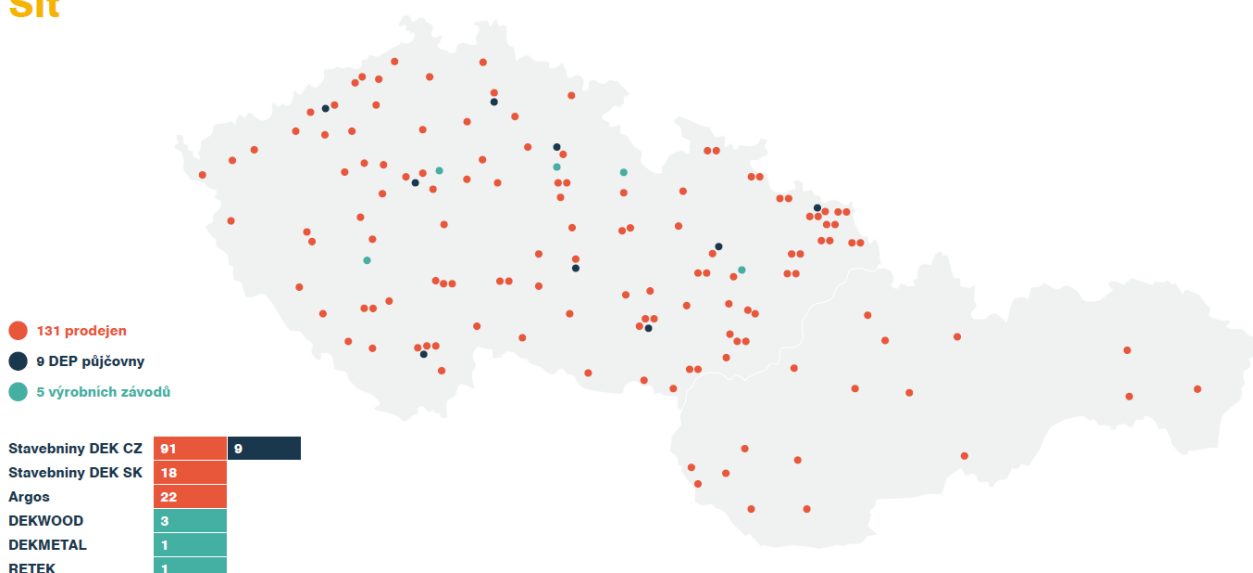 Síť
131 prodejen
9 DEP půjčovny
5 výrobních závodů
Stavebniny DEK CZ 91 9
Stavebniny DEK SK 18
Argos 22
DEKWOOD 3
DEKMETAL 1
RETEK 1